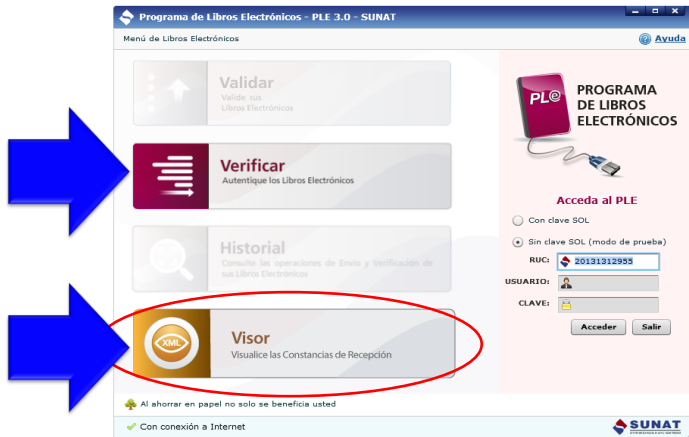 Programa de Libros Electrónicos - PLE 3.0 - SUNAT
Menú de Libros Electrónicos
Ayuda
Validar
Valide sus
Libros Electrónicos
Verificar
Autentique los Libros Electrónicos
Historial
Consulte las operaciones de Envío y Verificación de
sus Libros Electrónicos
XML
Visor
Visualice las Constancias de Recepción
PLe
PROGRAMA
DE LIBROS
ELECTRÓNICOS
Acceda al PLE
Con clave SOL
Sin clave SOL (modo de prueba)
RUC: 20131312955
USUARIO:
CLAVE:
Acceder Salir
Al ahorrar en papel no solo se beneficia usted
Con conexión a Internet
SUNAT